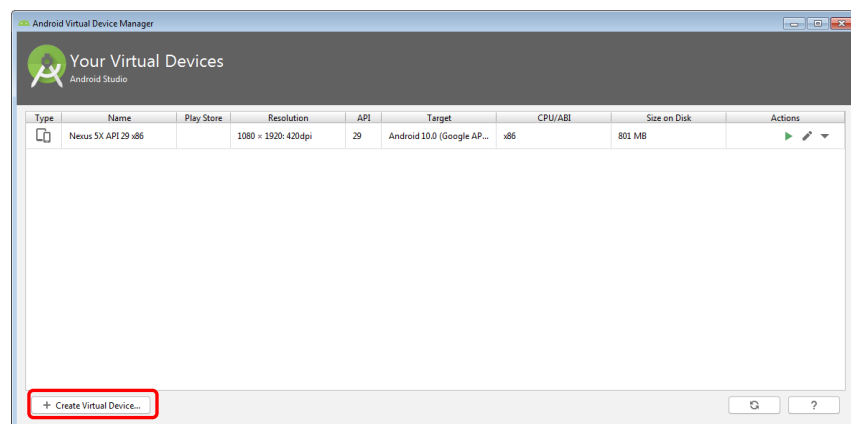 Android Virtual Device Manager
Your Virtual Devices
Android Studio
Type Name Play Store Resolution API Target CPU/ABI Size on Disk Actions
Nexus 5X API 29 x86 1080 × 1920: 420dpi 29 Android 10.0 (Google AP... x86 801 MB
+ Create Virtual Device...
?